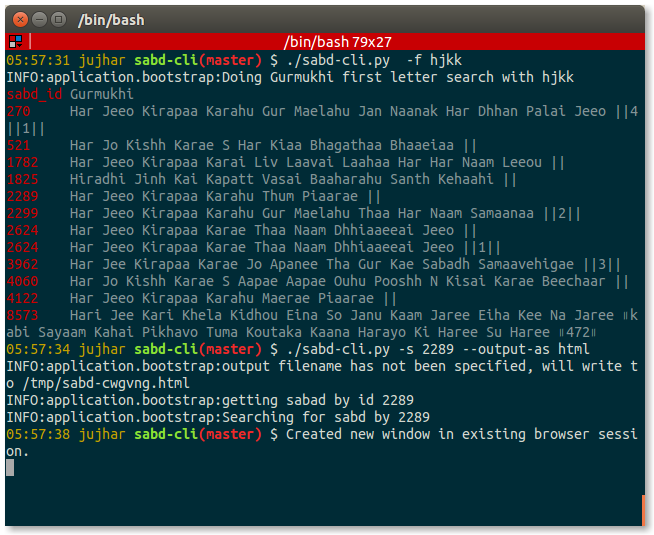 /bin/bash
/bin/bash 79x27
05:57:31 jujhar sabd-cli(master) $ ./sabd-cli.py  -f hjkk
INFO:application.bootstrap:Doing Gurmukhi first letter search with hjkk
sabd_id Gurmukhi
270     Har Jeeo Kirapaa Karahu Gur Maelahu Jan Naanak Har Dhhan Palai Jeeo ||4
||1||
521     Har Jo Kishh Karae S Har Kiaa Bhagathaa Bhaaeiaa ||
1782    Har Jeeo Kirapaa Karai Liv Laavai Laahaa Har Har Naam Leeou ||
1825    Hiradhi Jinh Kai Kapatt Vasai Baaharahu Santh Kehaahi ||
2289    Har Jeeo Kirapaa Karahu Thum Piaarae ||
2299    Har Jeeo Kirapaa Karahu Gur Maelahu Thaa Har Naam Samaanaa ||2||
2624    Har Jeeo Kirapaa Karae Thaa Naam Dhhiaaeeai Jeeo ||
2624    Har Jeeo Kirapaa Karae Thaa Naam Dhhiaaeeai Jeeo ||1||
3962    Har Jee Kirapaa Karae Jo Apanee Tha Gur Kae Sabadh Samaavehigae ||3||
4060    Har Jo Kishh Karae S Aapae Aapae Ouhu Pooshh N Kisai Karae Beechaar ||
4122    Har Jeeo Kirapaa Karahu Maerae Piaarae ||
8573    Hari Jee Kari Khela Kidhou Eina So Janu Kaam Jaree Eiha Kee Na Jaree ॥k
abi Sayaam Kahai Pikhavo Tuma Koutaka Kaana Harayo Ki Haree Su Haree ॥472॥
05:57:34 jujhar sabd-cli(master) $ ./sabd-cli.py -s 2289 --output-as html
INFO:application.bootstrap:output filename has not been specified, will write t
o /tmp/sabd-cwgvng.html
INFO:application.bootstrap:getting sabad by id 2289
INFO:application.bootstrap:Searching for sabd by 2289
05:57:38 jujhar sabd-cli(master) $ Created new window in existing browser sessi
on.